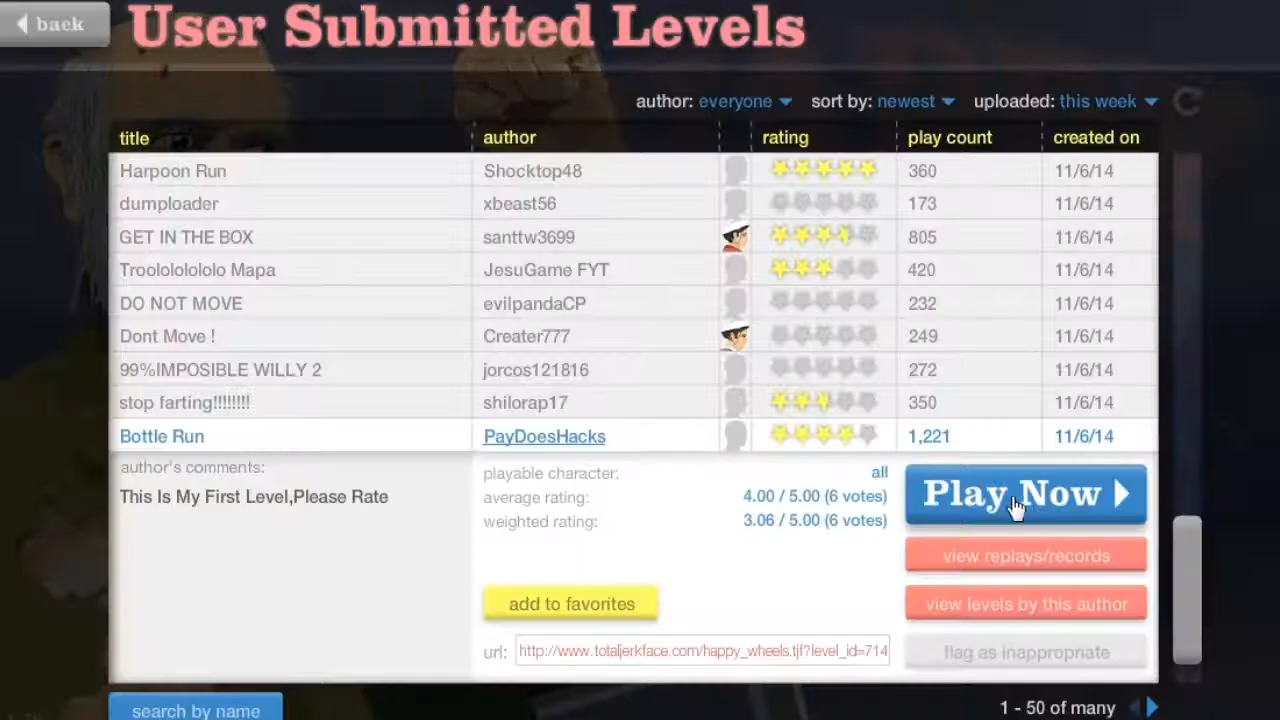 back
User Submitted Levels
author: everyone sort by: newest uploaded: this week
title author rating play count created on
Harpoon Run Shocktop48 360 11/6/14
dumploader xbeast56 173 11/6/14
GET IN THE BOX santtw3699 805 11/6/14
Troolololololo Mapa JesuGame FYT 420 11/6/14
DO NOT MOVE evilpandaCP 232 11/6/14
Dont Move ! Creater777 249 11/6/14
99%IMPOSIBLE WILLY 2 jorcos121816 272 11/6/14
stop farting!!!!!!!! shilorap17 350 11/6/14
Bottle Run PayDoesHacks 1,221 11/6/14
author's comments:
This Is My First Level,Please Rate
playable character: all
average rating: 4.00 / 5.00 (6 votes)
weighted rating: 3.06 / 5.00 (6 votes)
Play Now
view replays/records
add to favorites
view levels by this author
url: http://www.totaljerkface.com/happy_wheels.tjf?level_id=714
flag as inappropriate
search by name
1 - 50 of many